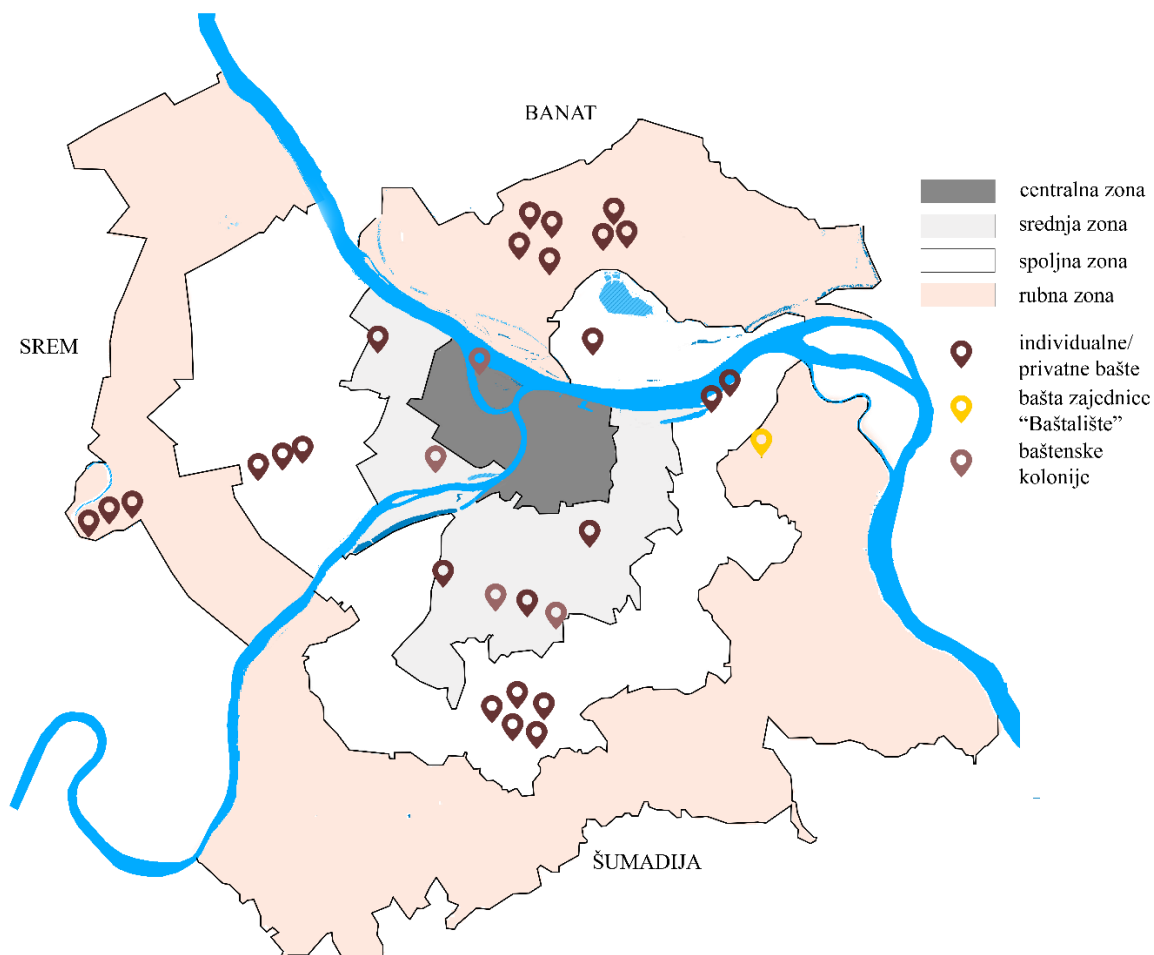 BANAT
centralna zona
srednja zona
spoljna zona
rubna zona
SREM
individualne/
privatne bašte
bašta zajednice
“Baštalište”
baštenske
kolonije
ŠUMADIJA